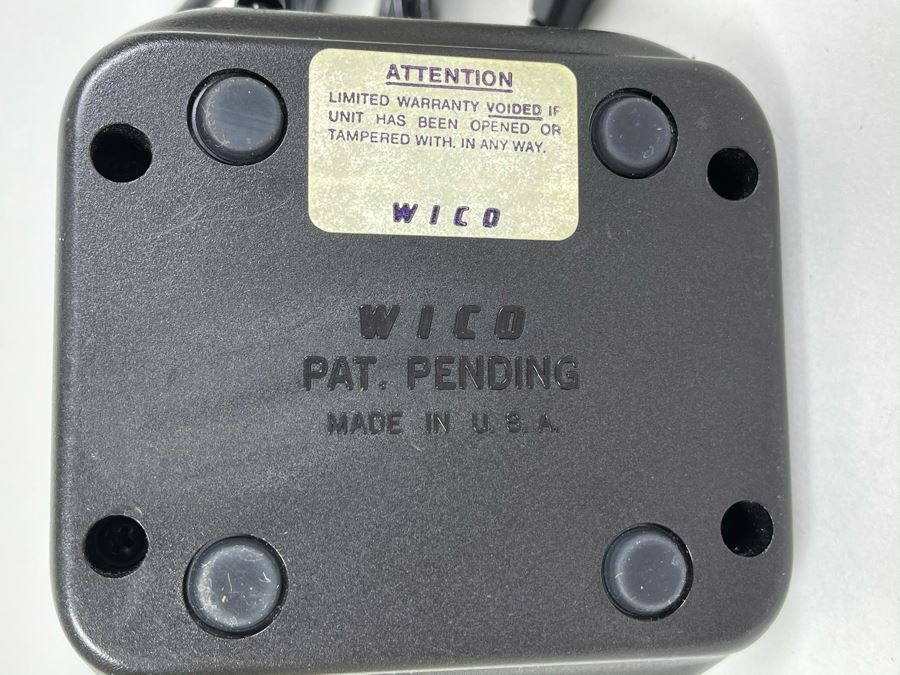 ATTENTION
LIMITED WARRANTY VOIDED IF
UNIT HAS BEEN OPENED OR
TAMPERED WITH. IN ANY WAY.
WICO
WICO
PAT. PENDING
MADE IN U.S.A.